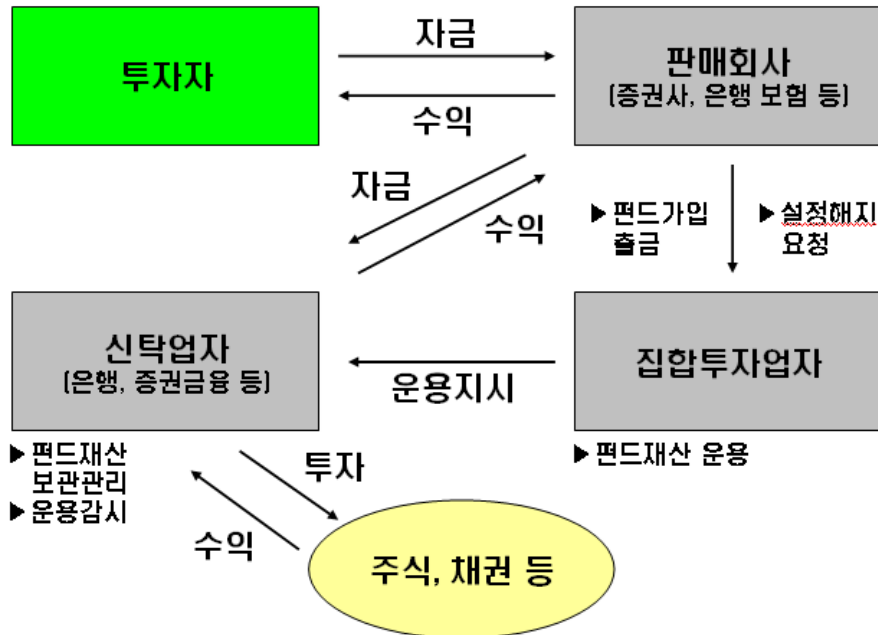 투자자
자금
수익
판매회사
(증권사, 은행 보험 등)
자금
수익
▶ 펀드가입
출금
▶ 설정해지
요청
신탁업자
(은행, 증권금융 등)
운용지시
집합투자업자
▶ 펀드재산
보관관리
▶ 운용감시
▶ 펀드재산 운용
투자
수익
주식, 채권 등